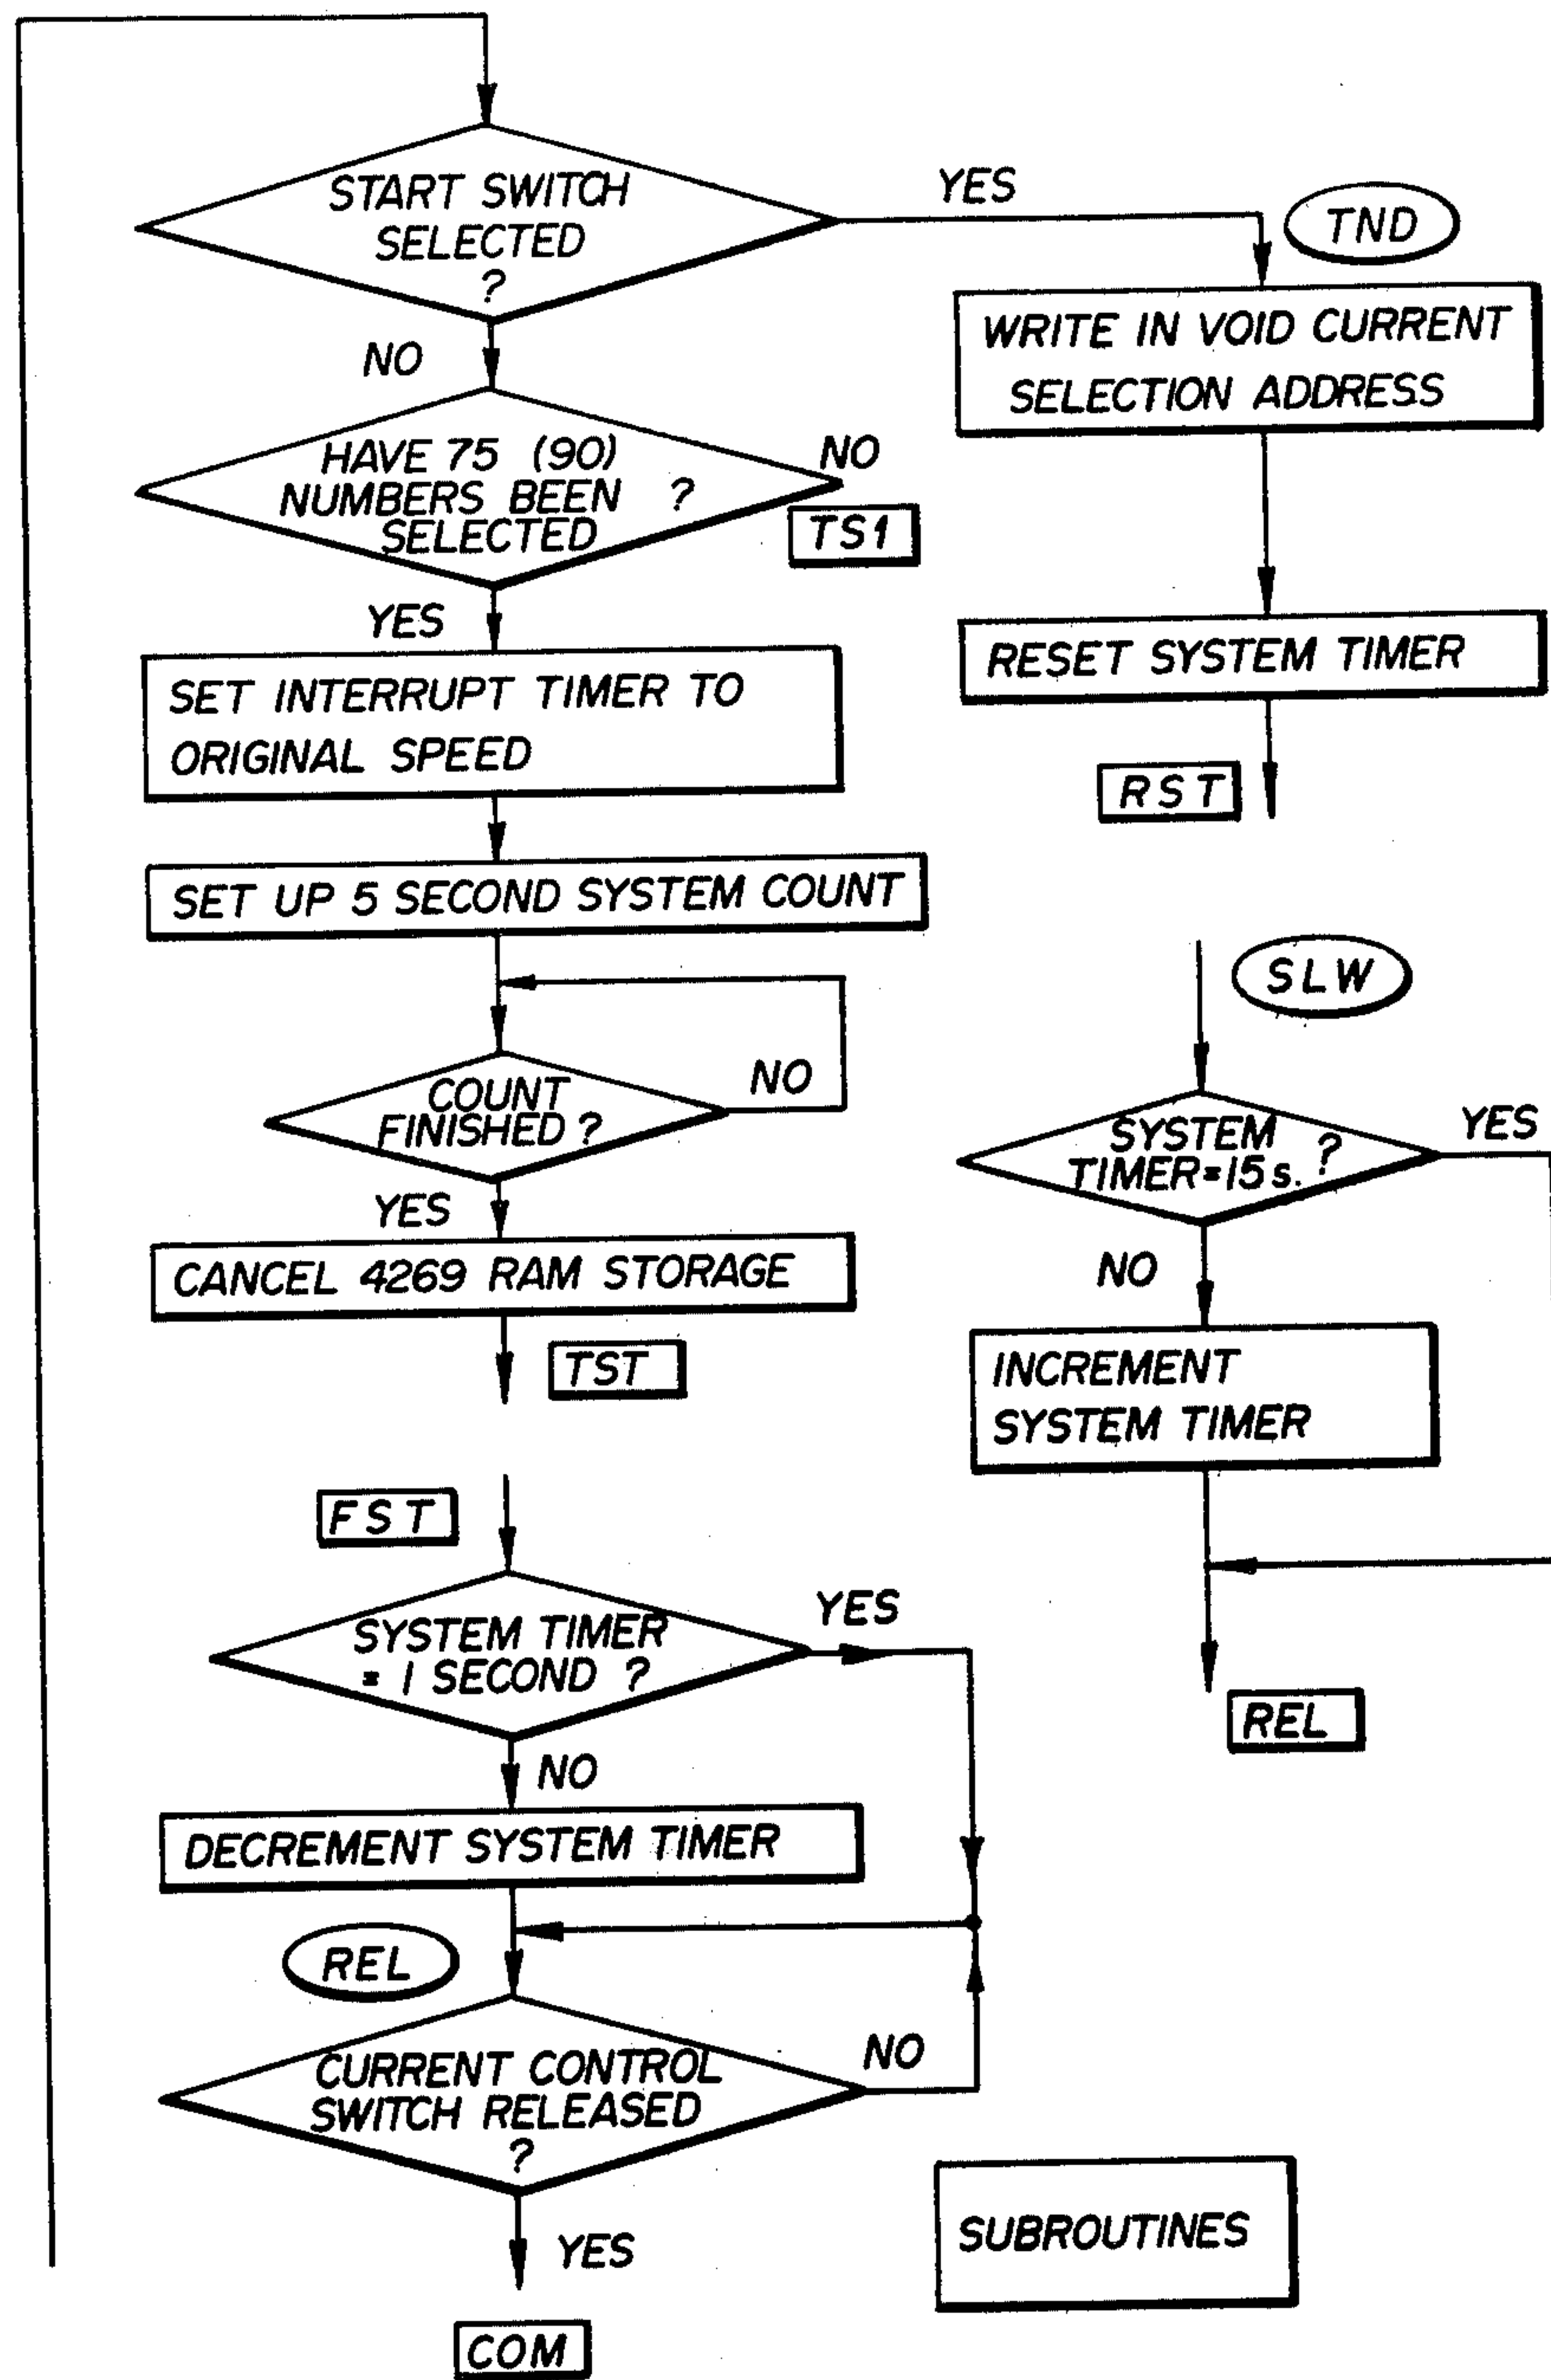 START SWITCH
SELECTED
?
YES
TND
WRITE IN VOID CURRENT
SELECTION ADDRESS
NO
HAVE 75 (90)
NUMBERS BEEN ?
SELECTED
NO
TS1
YES
RESET SYSTEM TIMER
RST
SET INTERRUPT TIMER TO
ORIGINAL SPEED
SET UP 5 SECOND SYSTEM COUNT
COUNT
FINISHED ?
NO
YES
CANCEL 4269 RAM STORAGE
TST
SLW
SYSTEM
TIMER=15s. ?
YES
NO
INCREMENT
SYSTEM TIMER
REL
FST
SYSTEM TIMER
= 1 SECOND ?
YES
NO
DECREMENT SYSTEM TIMER
REL
CURRENT CONTROL
SWITCH RELEASED
?
NO
YES
COM
SUBROUTINES